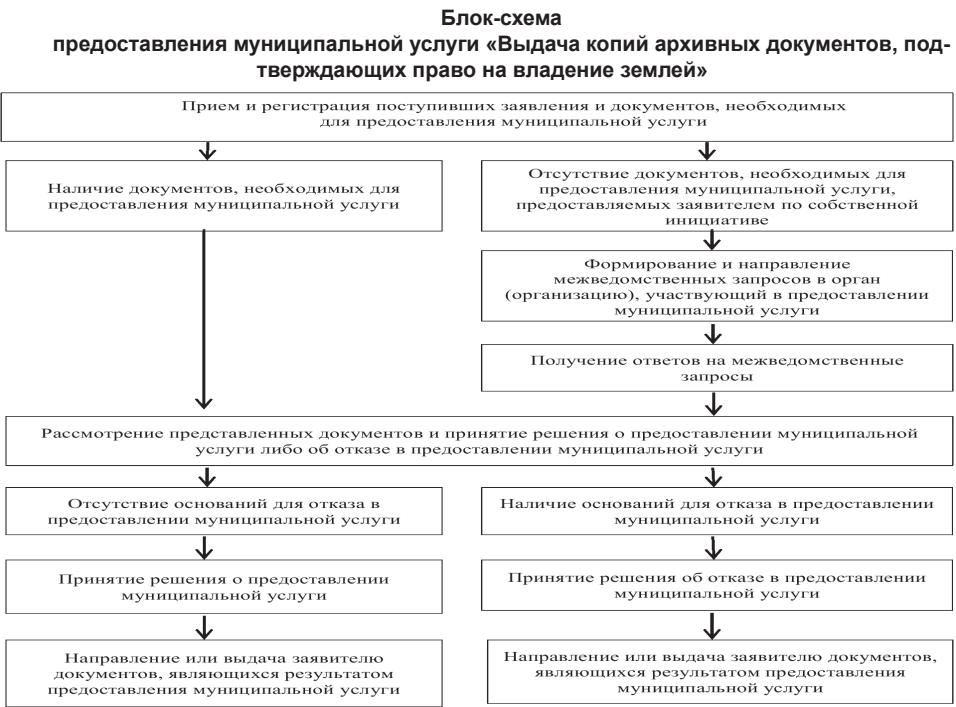 Блок-схема
предоставления муниципальной услуги «Выдача копий архивных документов, под-
тверждающих право на владение землей»
Прием и регистрация поступивших заявления и документов, необходимых
для предоставления муниципальной услуги
Наличие документов, необходимых для
предоставления муниципальной услуги
Отсутствие документов, необходимых для
предоставления муниципальной услуги,
предоставляемых заявителем по собственной
инициативе
Формирование и направление
межведомственных запросов в орган
(организацию), участвующий в предоставлении
муниципальной услуги
Получение ответов на межведомственные
запросы
Рассмотрение представленных документов и принятие решения о предоставлении муниципальной
услуги либо об отказе в предоставлении муниципальной услуги
Отсутствие оснований для отказа в
предоставлении муниципальной услуги
Наличие оснований для отказа в предоставлении
муниципальной услуги
Принятие решения о предоставлении
муниципальной услуги
Принятие решения об отказе в предоставлении
муниципальной услуги
Направление или выдача заявителю
документов, являющихся результатом
предоставления муниципальной услуги
Направление или выдача заявителю документов,
являющихся результатом предоставления
муниципальной услуги